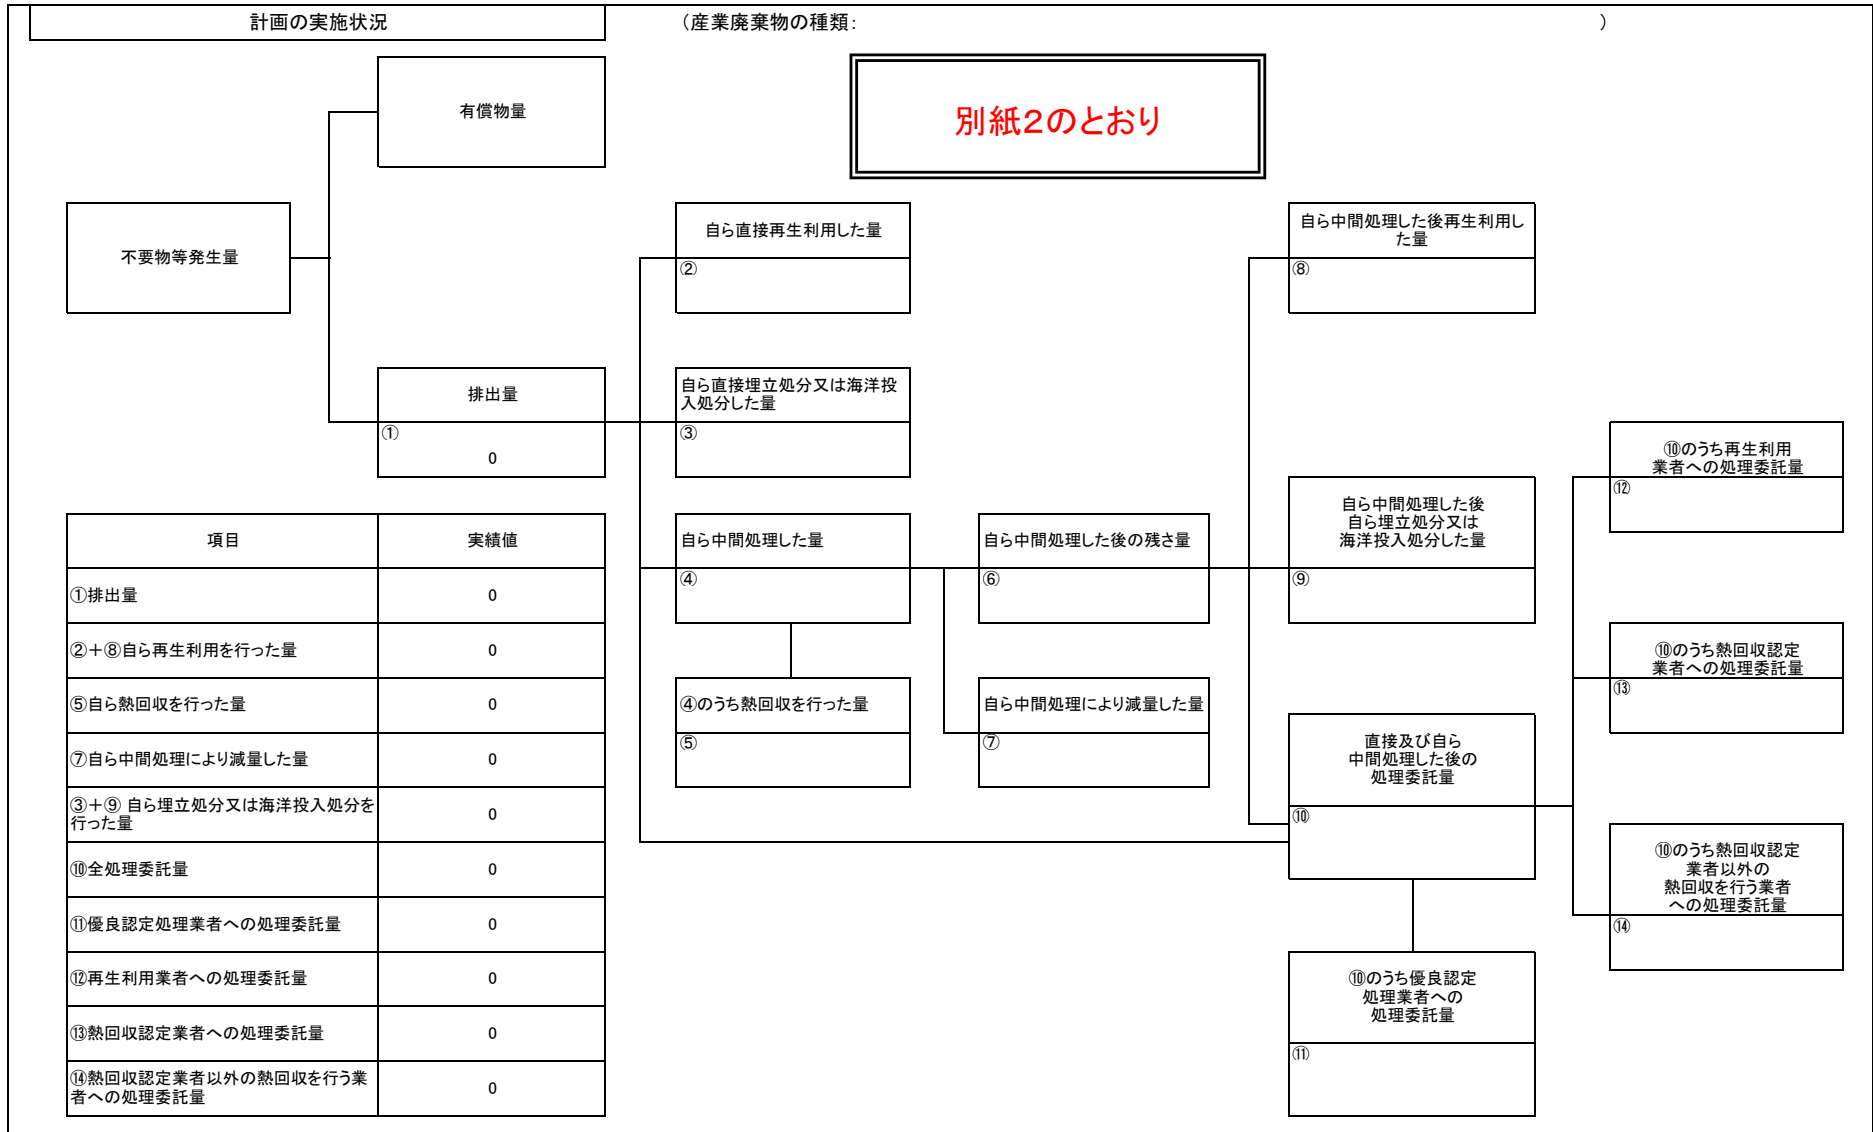 計画の実施状況
（産業廃棄物の種類：
）
有償物量
別紙２のとおり
不要物等発生量
自ら直接再生利用した量
②
自ら中間処理した後再生利用し
た量
⑧
排出量
①
0
自ら直接埋立処分又は海洋投
入処分した量
③
⑩のうち再生利用
業者への処理委託量
⑫
自ら中間処理した量
④
自ら中間処理した後の残さ量
⑥
自ら中間処理した後
自ら埋立処分又は
海洋投入処分した量
⑨
④のうち熱回収を行った量
⑤
自ら中間処理により減量した量
⑦
⑩のうち熱回収認定
業者への処理委託量
⑬
直接及び自ら
中間処理した後の
処理委託量
⑩
⑩のうち熱回収認定
業者以外の
熱回収を行う業者
への処理委託量
⑭
⑩のうち優良認定
処理業者への
処理委託量
⑪
項目 実績値
①排出量 0
②＋⑧自ら再生利用を行った量 0
⑤自ら熱回収を行った量 0
⑦自ら中間処理により減量した量 0
③＋⑨ 自ら埋立処分又は海洋投入処分を
行った量 0
⑩全処理委託量 0
⑪優良認定処理業者への処理委託量 0
⑫再生利用業者への処理委託量 0
⑬熱回収認定業者への処理委託量 0
⑭熱回収認定業者以外の熱回収を行う業
者への処理委託量 0